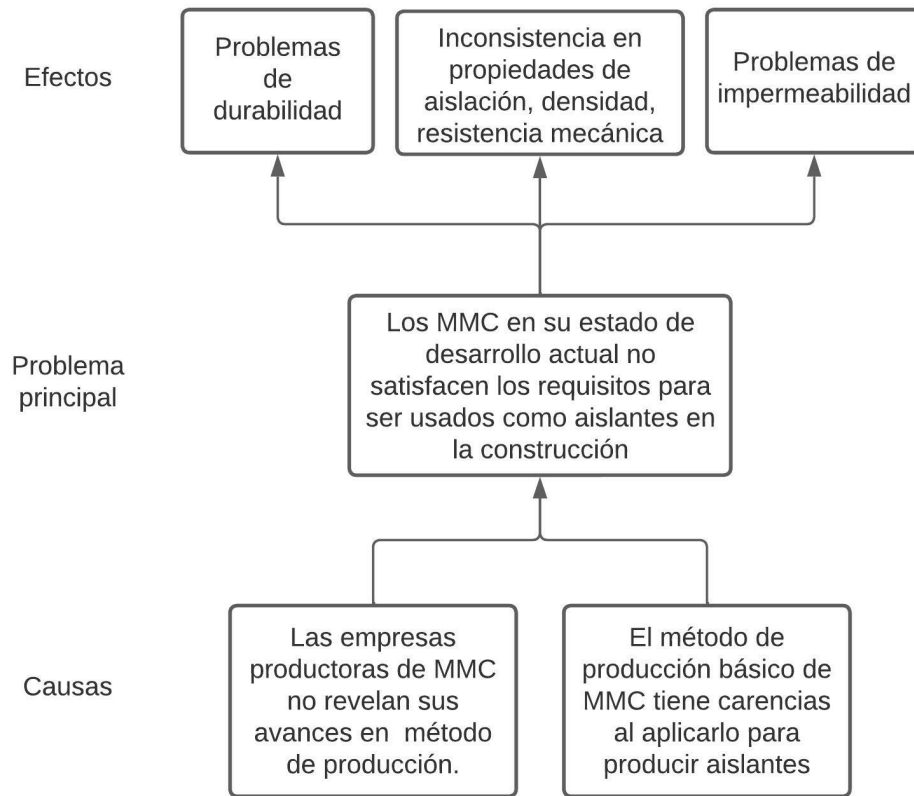 Efectos
Problemas
de
durabilidad
Inconsistencia en
propiedades de
aislación, densidad,
resistencia mecánica
Problemas de
impermeabilidad
Problema
principal
Los MMC en su estado de
desarrollo actual no
satisfacen los requisitos para
ser usados como aislantes en
la construcción
Causas
Las empresas
productoras de MMC
no revelan sus
avances en método
de producción.
El método de
producción básico de
MMC tiene carencias
al aplicarlo para
producir aislantes